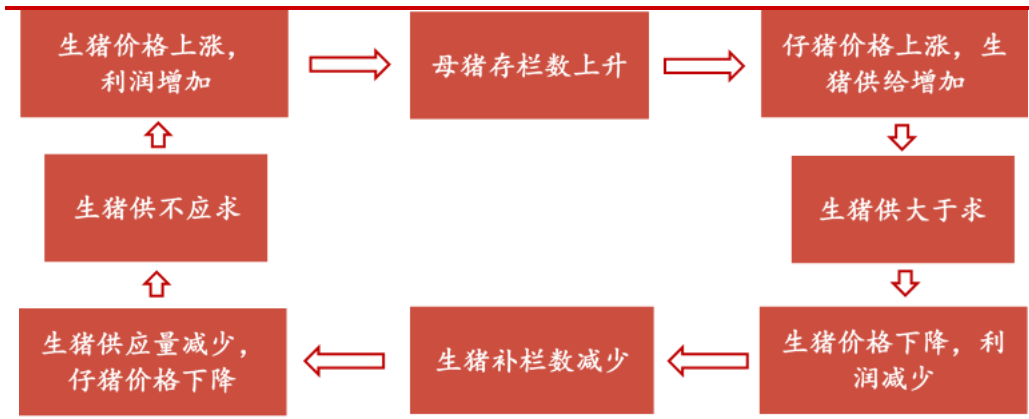 生猪价格上涨，
利润增加
母猪存栏数上升
仔猪价格上涨，生
猪供给增加
生猪供不应求
生猪供大于求
生猪供应量减少，
仔猪价格下降
生猪补栏数减少
生猪价格下降，利
润减少